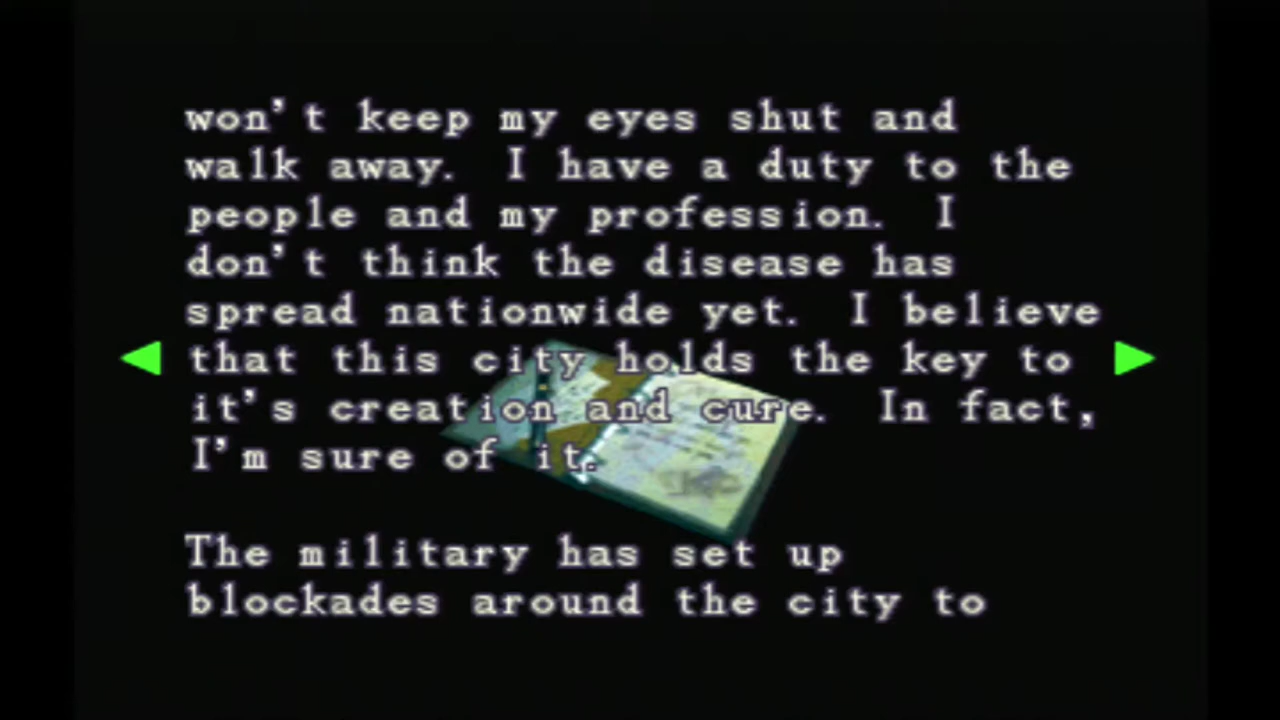 won't keep my eyes shut and
walk away. I have a duty to the
people and my profession. I
don't think the disease has
spread nationwide yet. I believe
that this city holds the key to
it's creation and cure. In fact,
I'm sure of it.
The military has set up
blockades around the city to